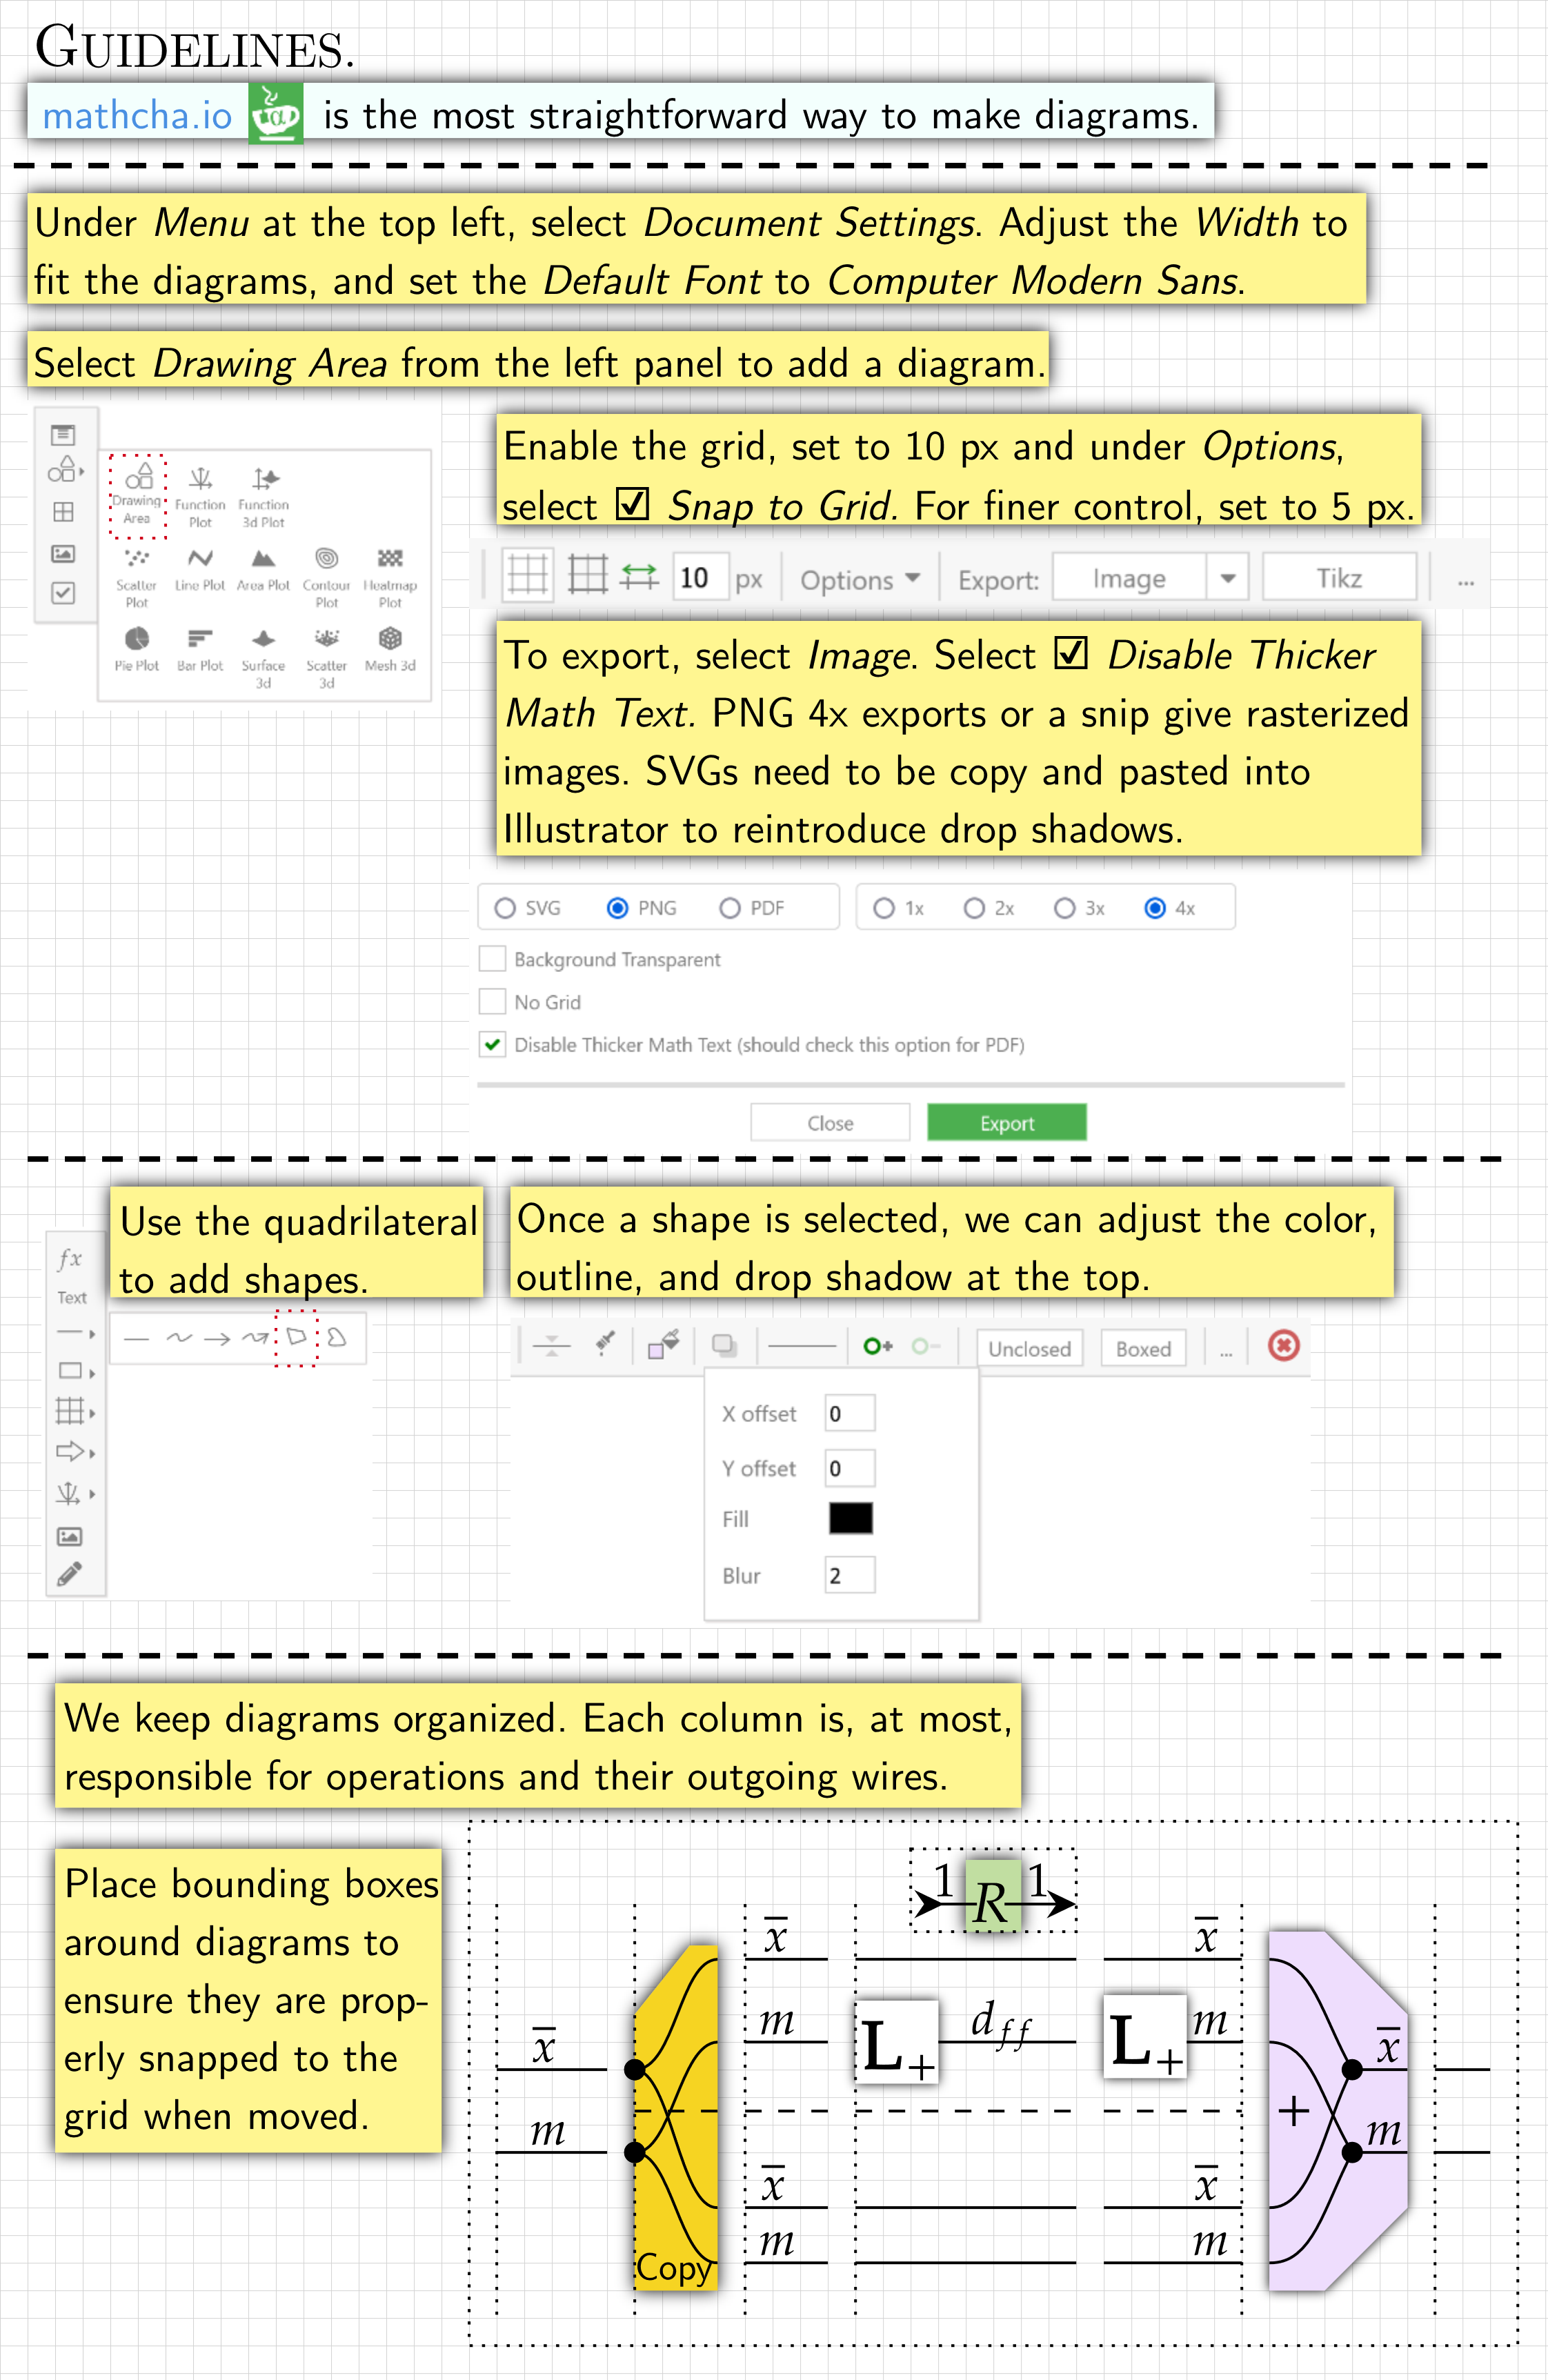 GUIDELINES.
mathcha.io α is the most straightforward way to make diagrams.
Under Menu at the top left, select Document Settings. Adjust the Width to
fit the diagrams, and set the Default Font to Computer Modern Sans.
Select Drawing Area from the left panel to add a diagram.
Drawing Area
Function Plot
Function 3d Plot
Scatter Plot
Line Plot
Area Plot
Contour Plot
Heatmap Plot
Pie Plot
Bar Plot
Surface 3d
Scatter 3d
Mesh 3d
Enable the grid, set to 10 px and under Options,
select ☑ Snap to Grid. For finer control, set to 5 px.
10 px Options Export: Image Tikz ...
To export, select Image. Select ☑ Disable Thicker
Math Text. PNG 4x exports or a snip give rasterized
images. SVGs need to be copy and pasted into
Illustrator to reintroduce drop shadows.
SVG PNG PDF 1x 2x 3x 4x
Background Transparent
No Grid
Disable Thicker Math Text (should check this option for PDF)
Close Export
Use the quadrilateral
to add shapes.
fx
Text
Once a shape is selected, we can adjust the color,
outline, and drop shadow at the top.
Unclosed Boxed ...
X offset 0
Y offset 0
Fill
Blur 2
We keep diagrams organized. Each column is, at most,
responsible for operations and their outgoing wires.
Place bounding boxes
around diagrams to
ensure they are prop-
erly snapped to the
grid when moved.
1 R 1
x̅ x̅
m L₊ d_ff L₊ m
x̅ x̅
m + m
x̅ x̅
m m
Copy